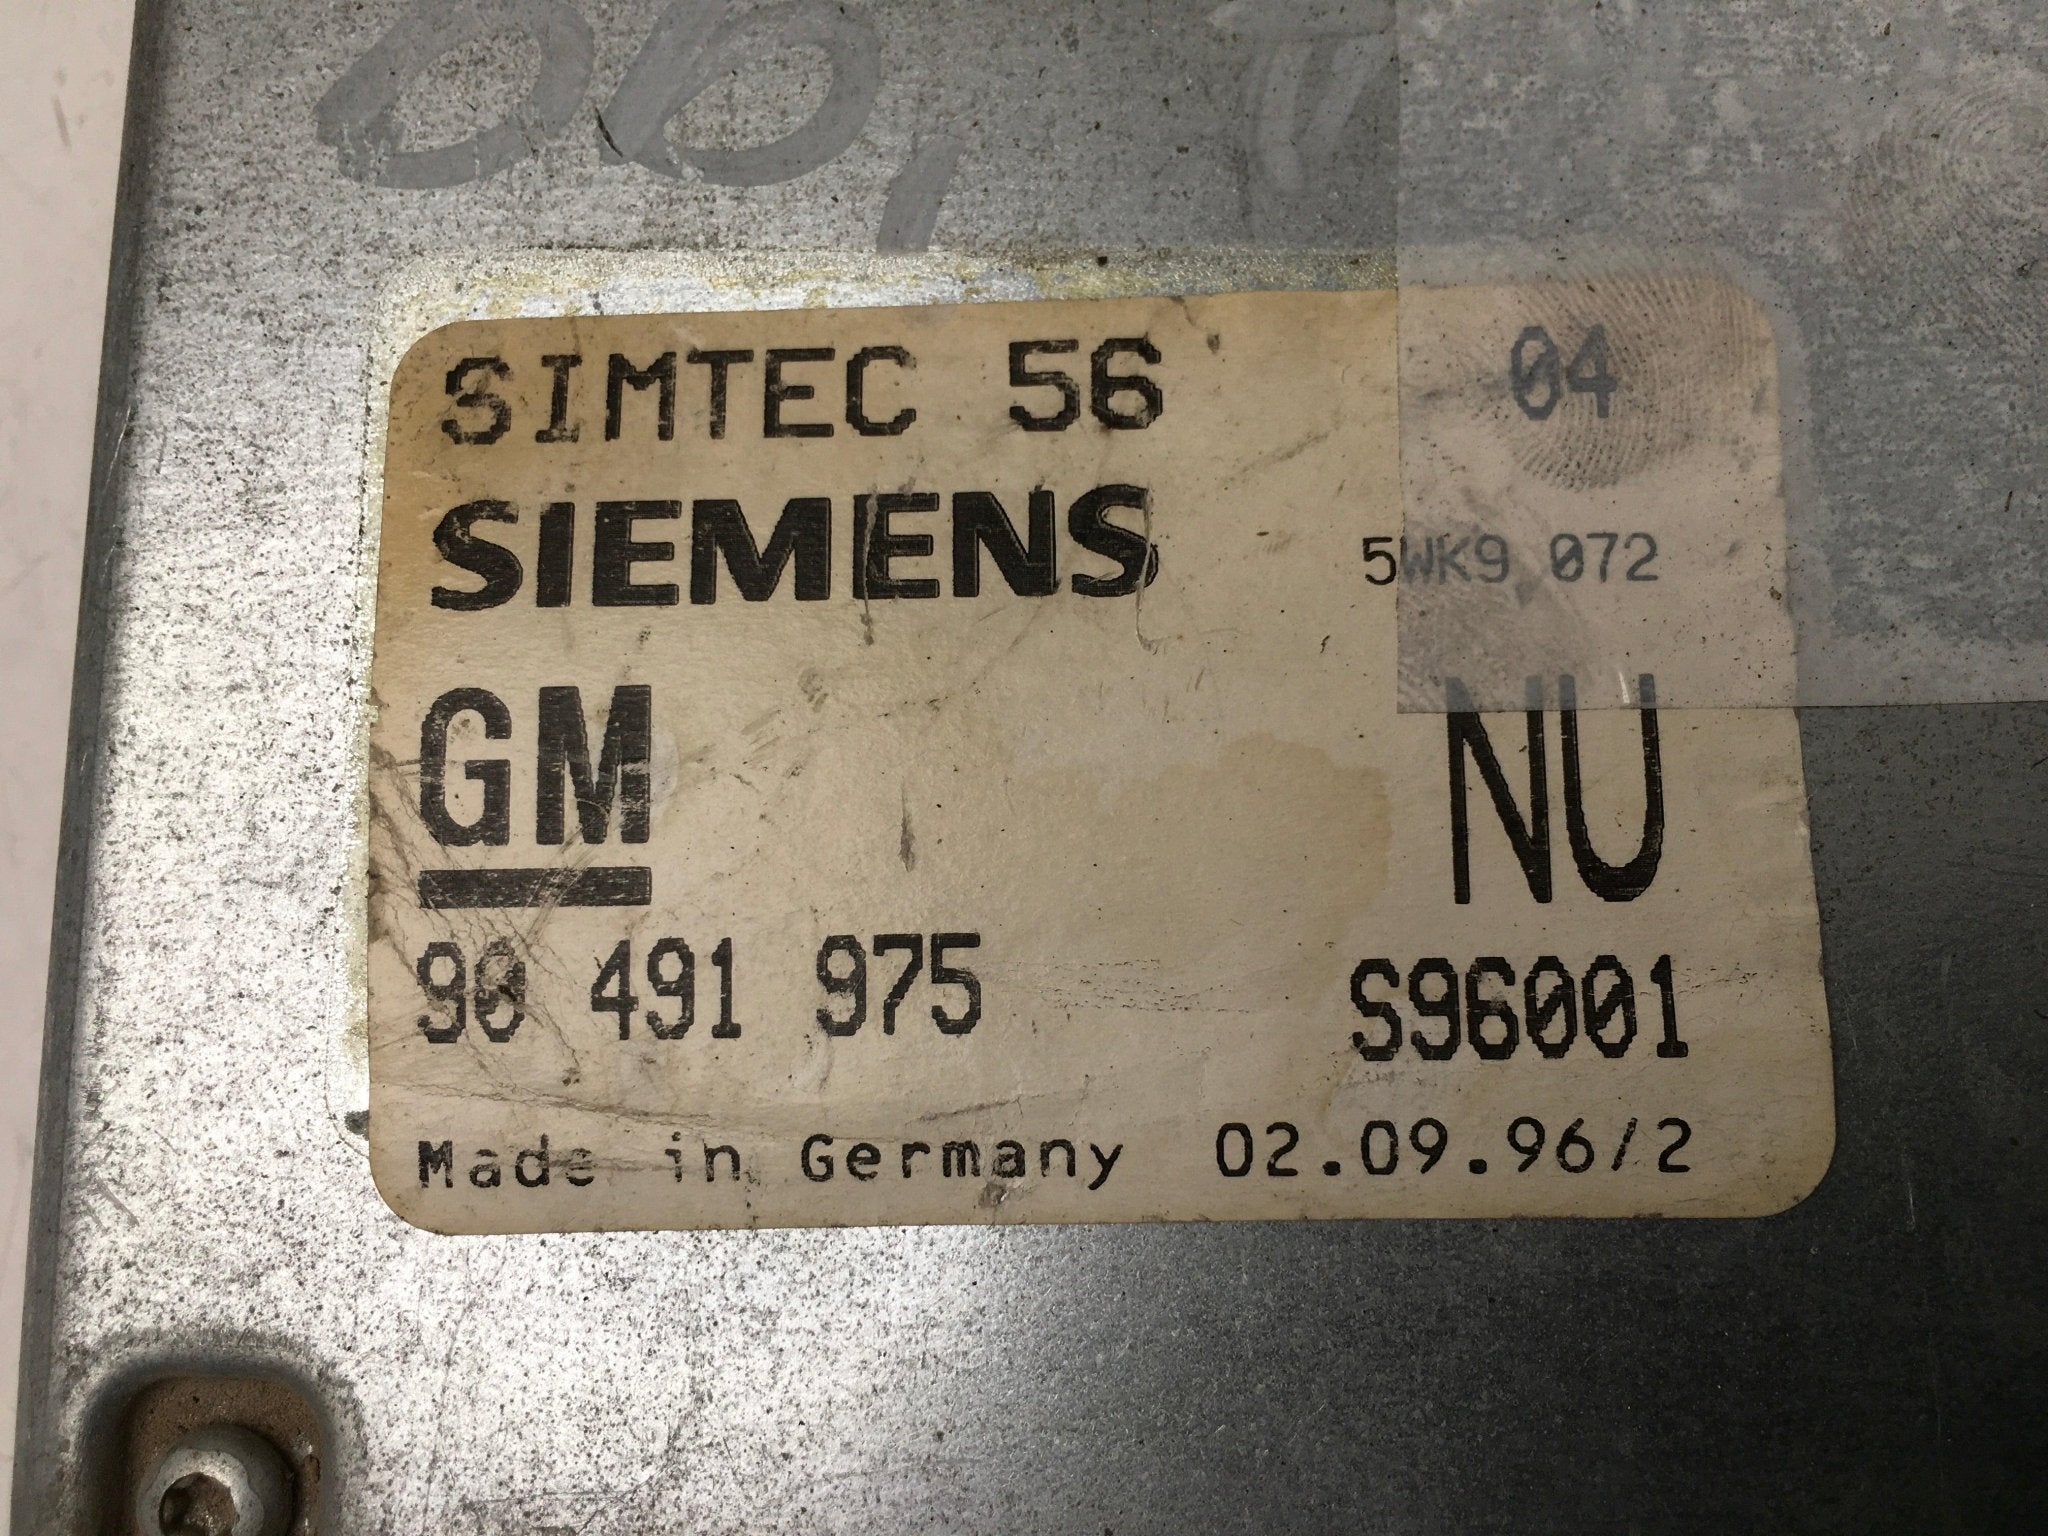 SIMTEC 56 04
SIEMENS 5WK9 072
GM NU
90 491 975 S96001
Made in Germany 02.09.96/2